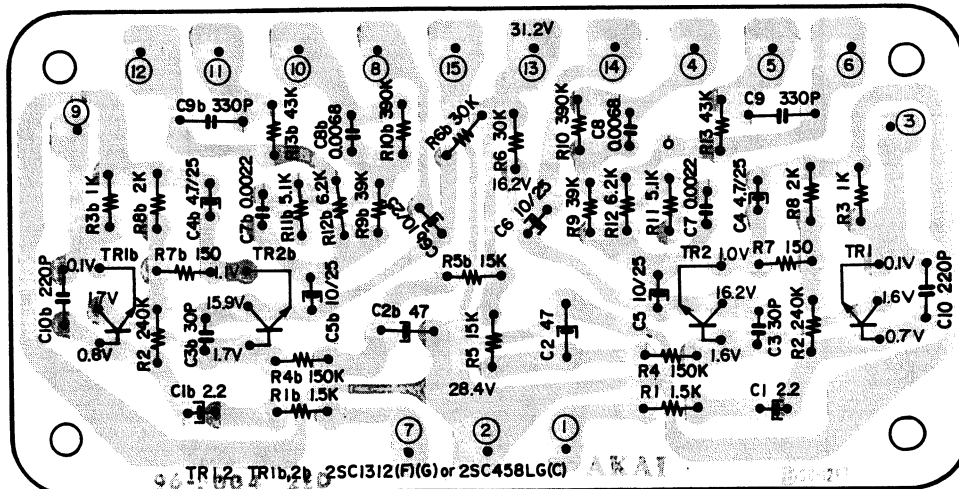 31.2V
12 11 10 8 15 13 14 4 5 6
9
3
C9b 330P
R13b 43K
C8b 0.0068
R10b 390K
R6b 30K
R6 30K
16.2V
R10 390K
C8 0.0068
R13 43K
C9 330P
R3b 1K
R8b 2K
C4b 4.7/25
C7b 0.0022
R11b 5.1K
R12b 6.2K
R9b 39K
C6b 10/25
C6 10/25
R9 39K
R12 6.2K
R11 5.1K
C7 0.0022
C4 4.7/25
R8 2K
R3 1K
TR1b
R7b 150
TR2b
R5b 15K
TR2
1.0V
R7 150
TR1
0.1V
1.1V
0.1V
C10b 220P
1.7V
0.8V
R2 240K
C3b 30P
15.9V
1.7V
C5b 10/25
C2b 47
R5 15K
C2 47
C5 10/25
16.2V
1.6V
C3 30P
R2 240K
1.6V
0.7V
C10 220P
R4b 150K
28.4V
R4 150K
C1b 2.2
R1b 1.5K
R1 1.5K
C1 2.2
7 2 1
TR1,2 TR1b,2b 2SC1312(F)(G) or 2SC458LG(C)
AKAI